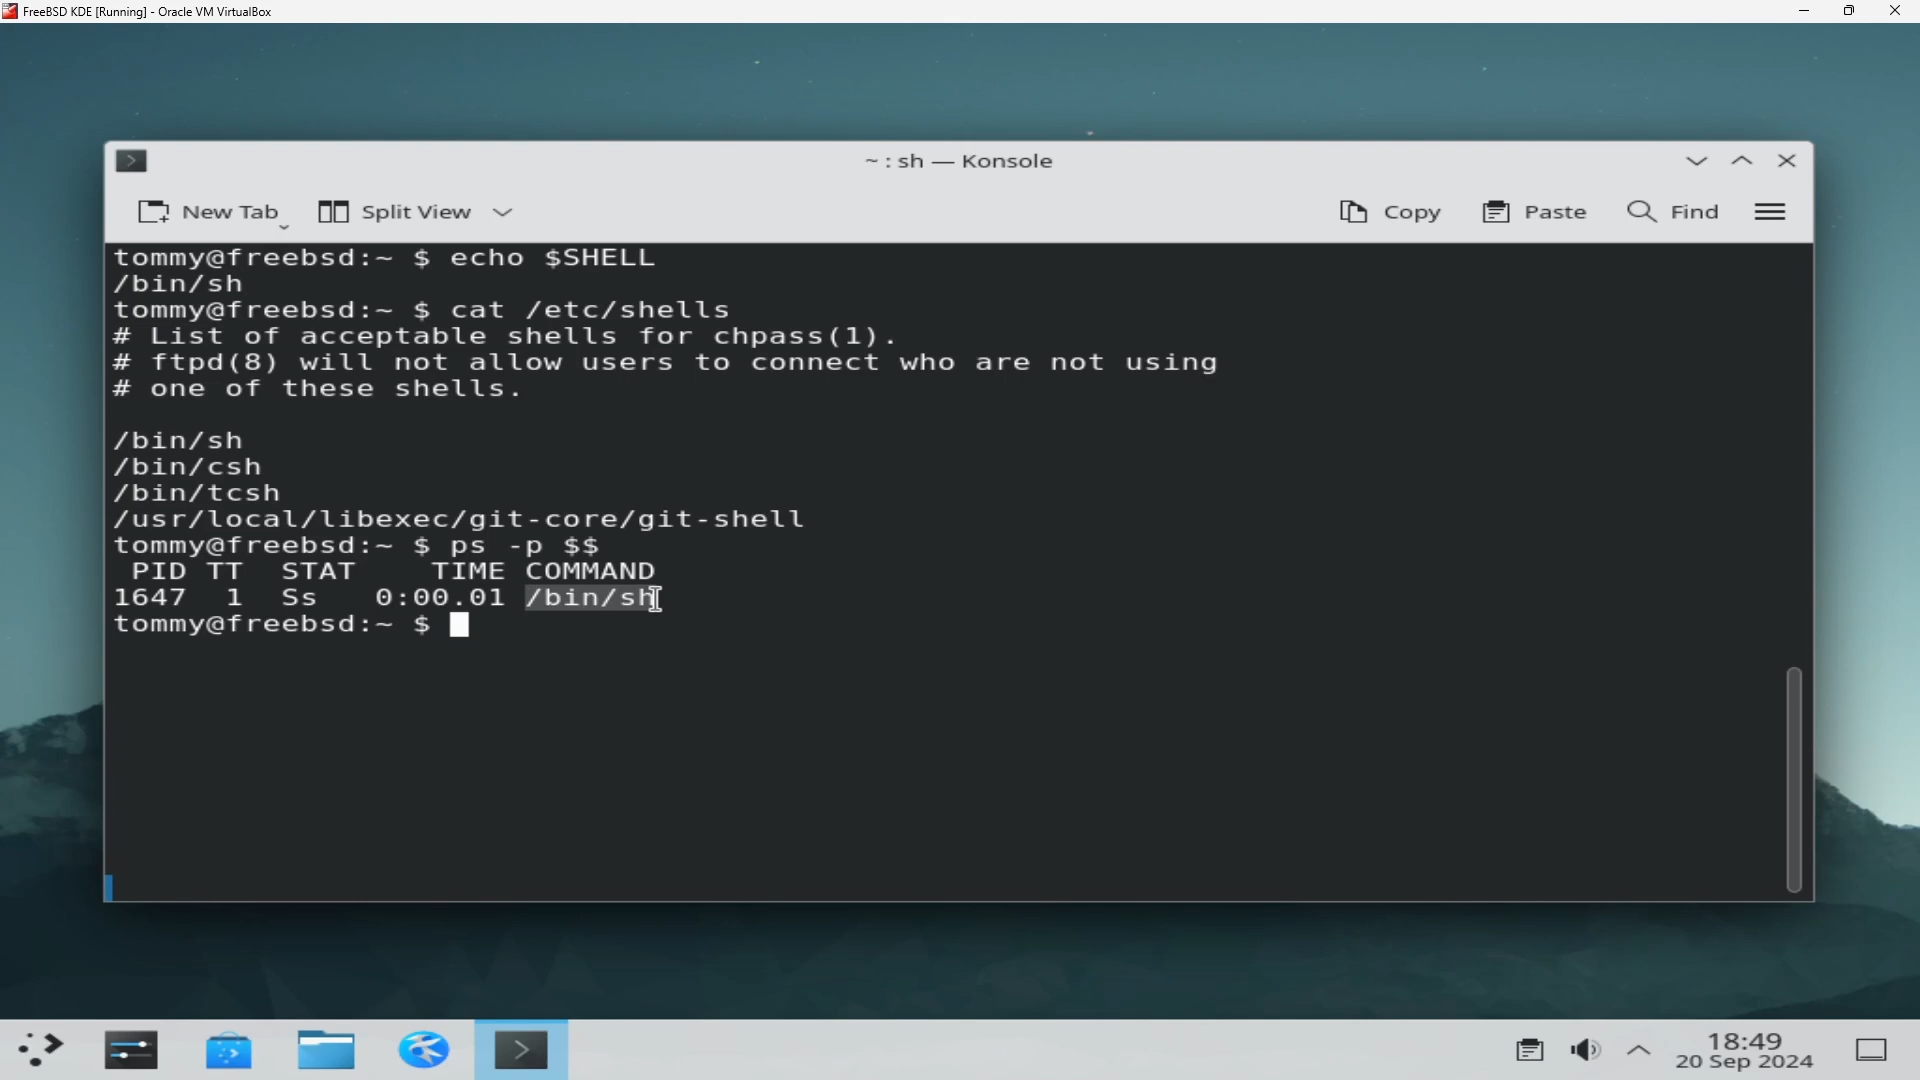 FreeBSD KDE [Running] - Oracle VM VirtualBox
~ : sh — Konsole
New Tab Split View Copy Paste Find
tommy@freebsd:~ $ echo $SHELL
/bin/sh
tommy@freebsd:~ $ cat /etc/shells
# List of acceptable shells for chpass(1).
# ftpd(8) will not allow users to connect who are not using
# one of these shells.
/bin/sh
/bin/csh
/bin/tcsh
/usr/local/libexec/git-core/git-shell
tommy@freebsd:~ $ ps -p $$
PID TT STAT TIME COMMAND
1647 1 Ss 0:00.01 /bin/sh
tommy@freebsd:~ $
18:49
20 Sep 2024